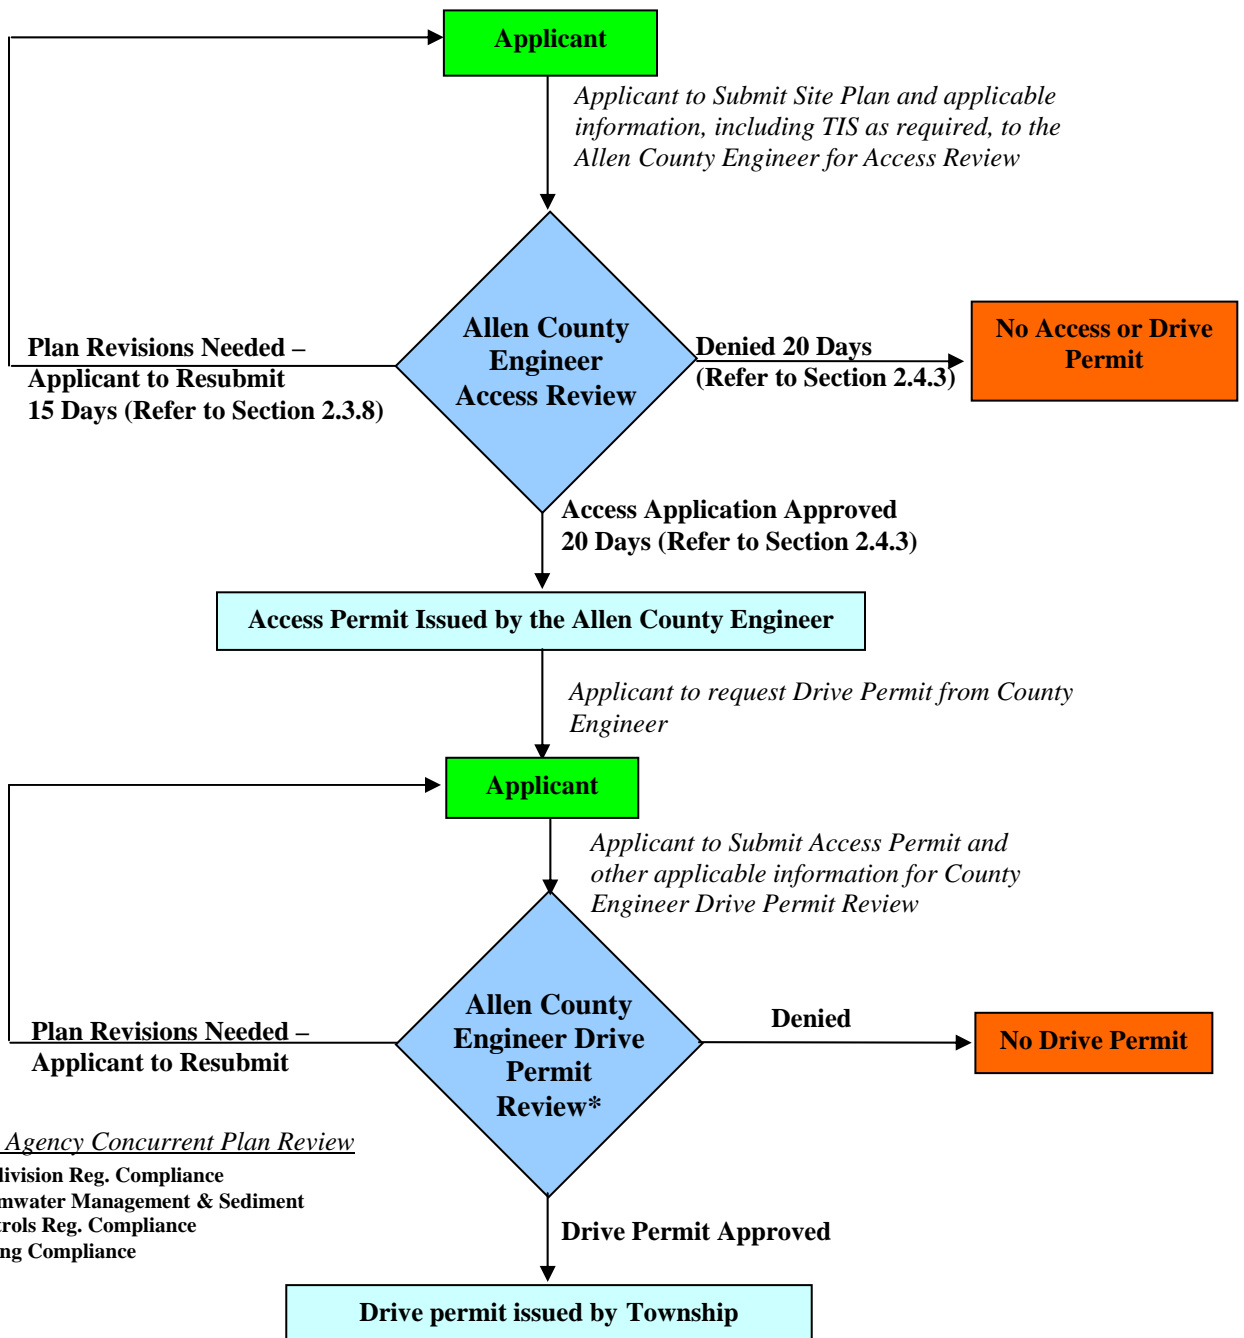 Applicant
Applicant to Submit Site Plan and applicable
information, including TIS as required, to the
Allen County Engineer for Access Review
Allen County
Engineer
Access Review
Plan Revisions Needed –
Applicant to Resubmit
15 Days (Refer to Section 2.3.8)
Denied 20 Days
(Refer to Section 2.4.3)
No Access or Drive
Permit
Access Application Approved
20 Days (Refer to Section 2.4.3)
Access Permit Issued by the Allen County Engineer
Applicant to request Drive Permit from County
Engineer
Applicant
Applicant to Submit Access Permit and
other applicable information for County
Engineer Drive Permit Review
Allen County
Engineer Drive
Permit
Review*
Plan Revisions Needed –
Applicant to Resubmit
Denied
No Drive Permit
Agency Concurrent Plan Review
division Reg. Compliance
mwater Management & Sediment
trols Reg. Compliance
ng Compliance
Drive Permit Approved
Drive permit issued by Township